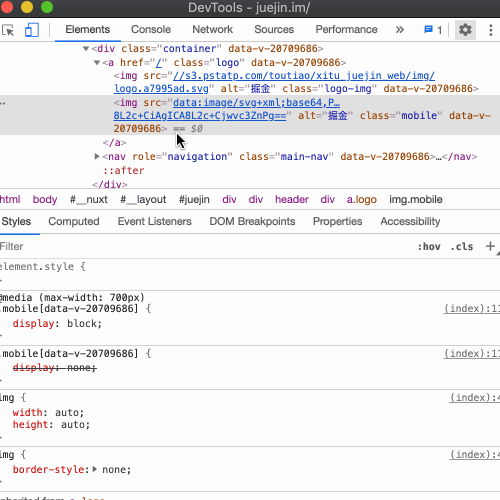 DevTools - juejin.im/
Elements Console Sources Network » 1
▼<div class="container" data-v-20709686>
▼<a href="/" class="logo" data-v-20709686>
<img src="//s3.pstatp.com/toutiao/xitu_juejin_web/img/
logo.a7995ad.svg" alt="掘金" class="logo-img" data-v-20709686>
<img src="data:image/svg+xml;base64,P…
8L2c+CiAgICA8L2c+Cjwvc3ZnPg==" alt="掘金" class="mobile" data-v-
20709686> == $0
</a>
▶<nav role="navigation" class="main-nav" data-v-20709686>…</nav>
::after
</div>
html body #__nuxt #__layout #juejin div div header div a.logo img.mobile
Styles Computed Event Listeners DOM Breakpoints Properties Accessibility
Filter :hov .cls +
element.style {
@media (max-width: 700px)
.mobile[data-v-20709686] { (index):11
display: block;
.mobile[data-v-20709686] { (index):11
display: none;
img { (index):4
width: auto;
height: auto;
img { (index):4
border-style:▶ none;